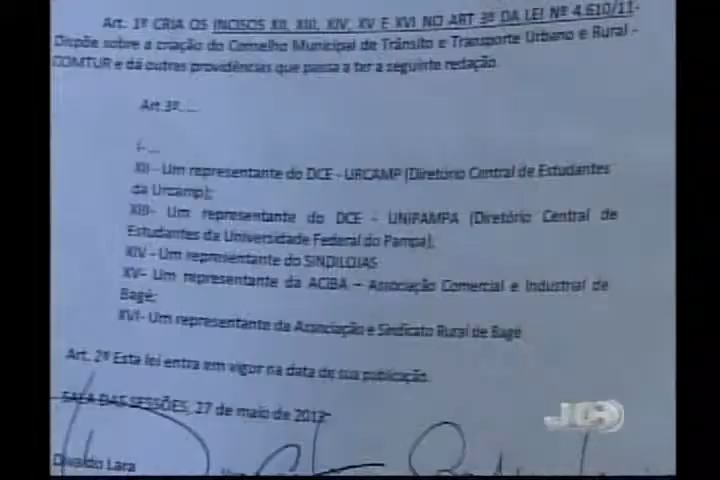 Art. 1º CRIA OS INCISOS XII, XIII, XIV, XV E XVI NO ART 3º DA LEI Nº 4.610/11-
Dispõe sobre a criação do Conselho Municipal de Trânsito e Transporte Urbano e Rural -
COMTUR e dá outras providências que passa a ter a seguinte redação.
Art.3º. ...
I- ...
XII - Um representante do DCE - URCAMP (Diretório Central de Estudantes
da Urcamp);
XIII- Um representante do DCE - UNIPAMPA (Diretório Central de
Estudantes da Universidade Federal do Pampa);
XIV - Um representante do SINDILOJAS
XV- Um representante da ACIBA – Associação Comercial e Industrial de
Bagé;
XVI- Um representante da Associação e Sindicato Rural de Bagé
Art. 2º Esta lei entra em vigor na data de sua publicação.
SALA DAS SESSÕES, 27 de maio de
Divaldo Lara